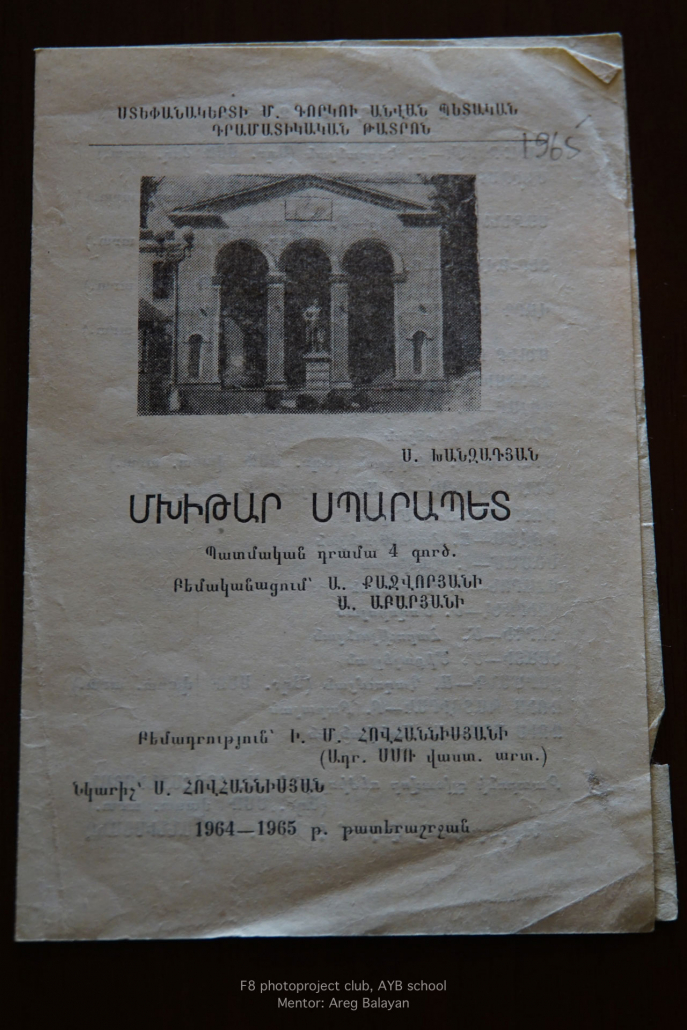 ՍՏԵՓԱՆԱԿԵՐՏԻ Մ. ԳՈՐԿՈՒ ԱՆՎԱՆ ՊԵՏԱԿԱՆ
ԴՐԱՄԱՏԻԿԱԿԱՆ ԹԱՏՐՈՆ
1965
Ս. ԽԱՆԶԱԴՅԱՆ
ՄԽԻԹԱՐ ՍՊԱՐԱՊԵՏ
Պատմական դրամա 4 գործ.
Բեմականացում՝ Ա. ՔԱՋՎՈՐՅԱՆԻ
Ա. ԱԲԱՐՅԱՆԻ
Բեմադրություն՝ Ի. Մ. ՀՈՎՀԱՆՆԻՍՅԱՆԻ
(Ադր. ՍՍՌ վաստ. արտ.)
Նկարիչ՝ Ս. ՀՈՎՀԱՆՆԻՍՅԱՆ
1964—1965 թ. թատերաշրջան
F8 photoproject club, AYB school
Mentor: Areg Balayan